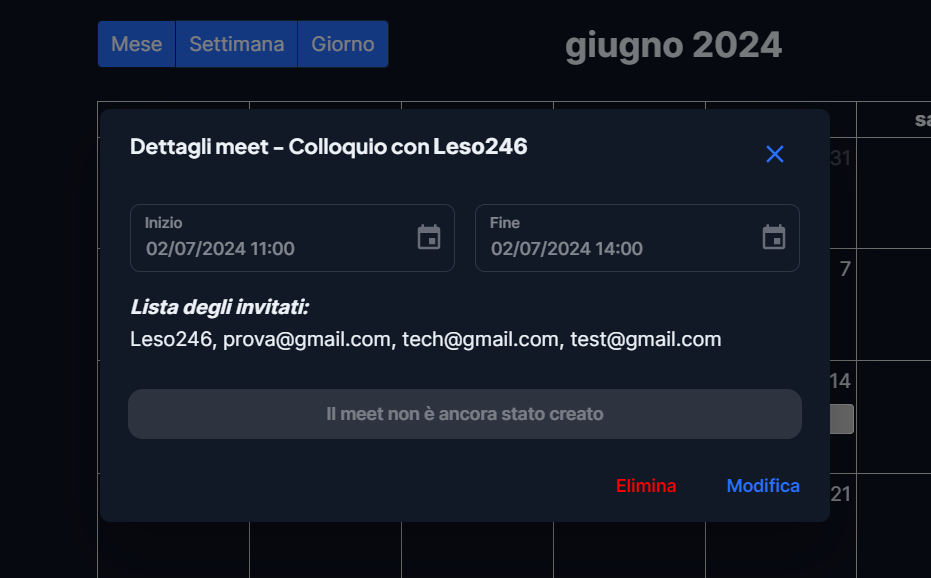 Mese Settimana Giorno
giugno 2024
sa
Dettagli meet – Colloquio con Leso246
31
Inizio
02/07/2024 11:00
Fine
02/07/2024 14:00
7
Lista degli invitati:
Leso246, prova@gmail.com, tech@gmail.com, test@gmail.com
14
Il meet non è ancora stato creato
Elimina Modifica
21